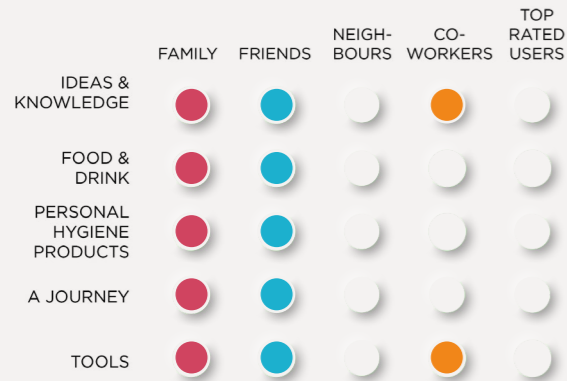 FAMILY
FRIENDS
NEIGH-
BOURS
CO-
WORKERS
TOP
RATED
USERS
IDEAS &
KNOWLEDGE
FOOD &
DRINK
PERSONAL
HYGIENE
PRODUCTS
A JOURNEY
TOOLS